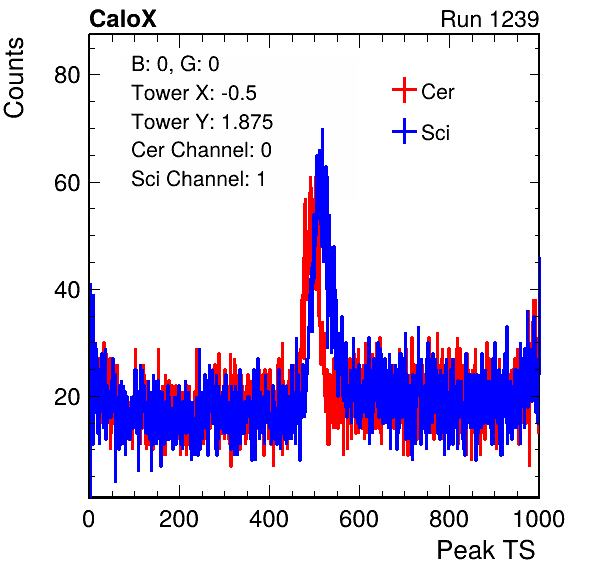 CaloX Run 1239
Counts
B: 0, G: 0
Tower X: -0.5
Tower Y: 1.875
Cer Channel: 0
Sci Channel: 1
Cer
Sci
80
60
40
20
0 200 400 600 800 1000
Peak TS